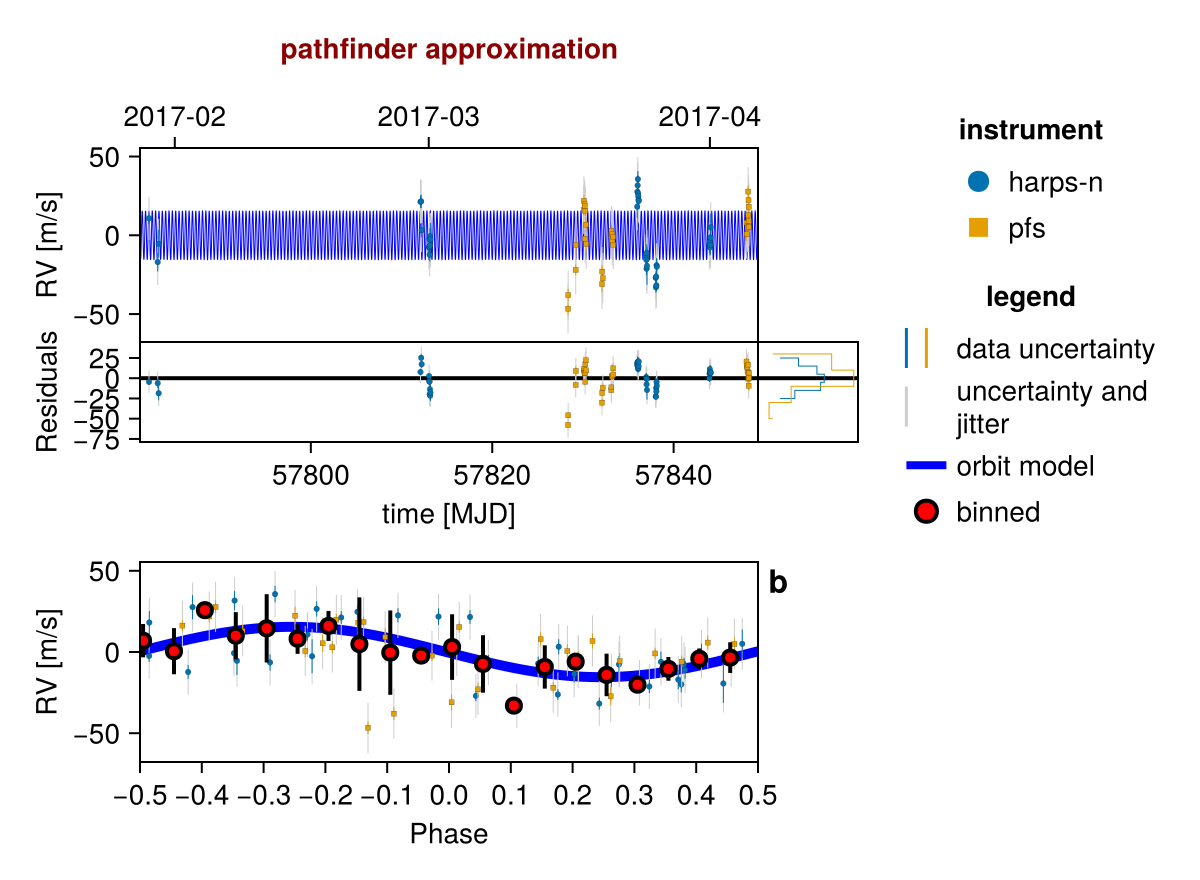 pathfinder approximation
2017-02 2017-03 2017-04
50
0
−50
RV [m/s]
25
0
−25
−50
−75
Residuals
57800 57820 57840
time [MJD]
instrument
harps-n
pfs
legend
data uncertainty
uncertainty and
jitter
orbit model
binned
b
50
0
−50
RV [m/s]
−0.5 −0.4 −0.3 −0.2 −0.1 0.0 0.1 0.2 0.3 0.4 0.5
Phase